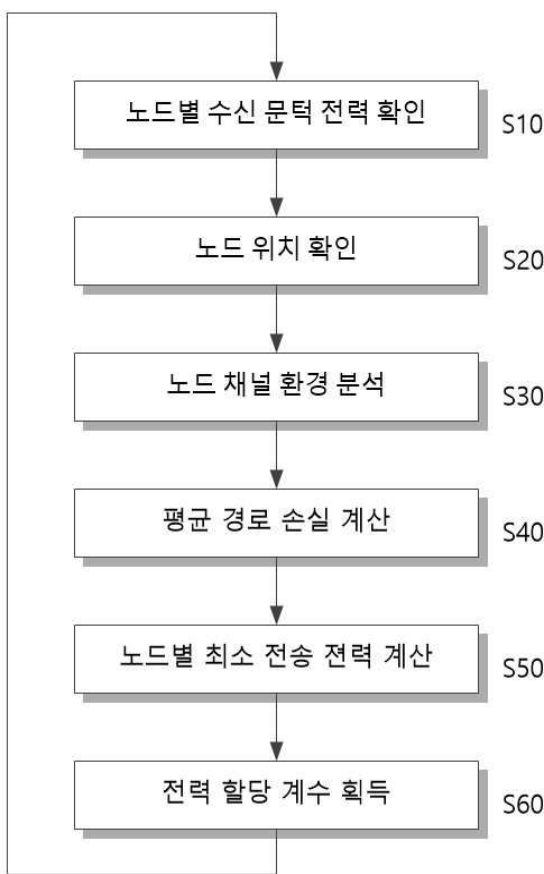 노드별 수신 문턱 전력 확인
S10
노드 위치 확인
S20
노드 채널 환경 분석
S30
평균 경로 손실 계산
S40
노드별 최소 전송 젼력 계산
S50
전력 할당 계수 획득
S60